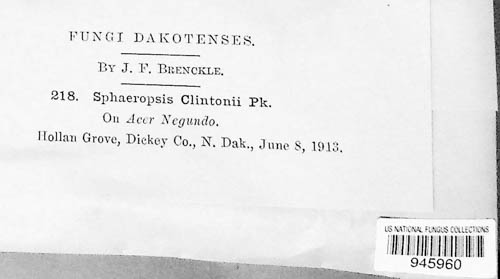 FUNGI DAKOTENSES.
BY J. F. BRENCKLE.
218. Sphaeropsis Clintonii Pk.
On Acer Negundo.
Hollan Grove, Dickey Co., N. Dak., June 8, 1913.
US NATIONAL FUNGUS COLLECTIONS
945960